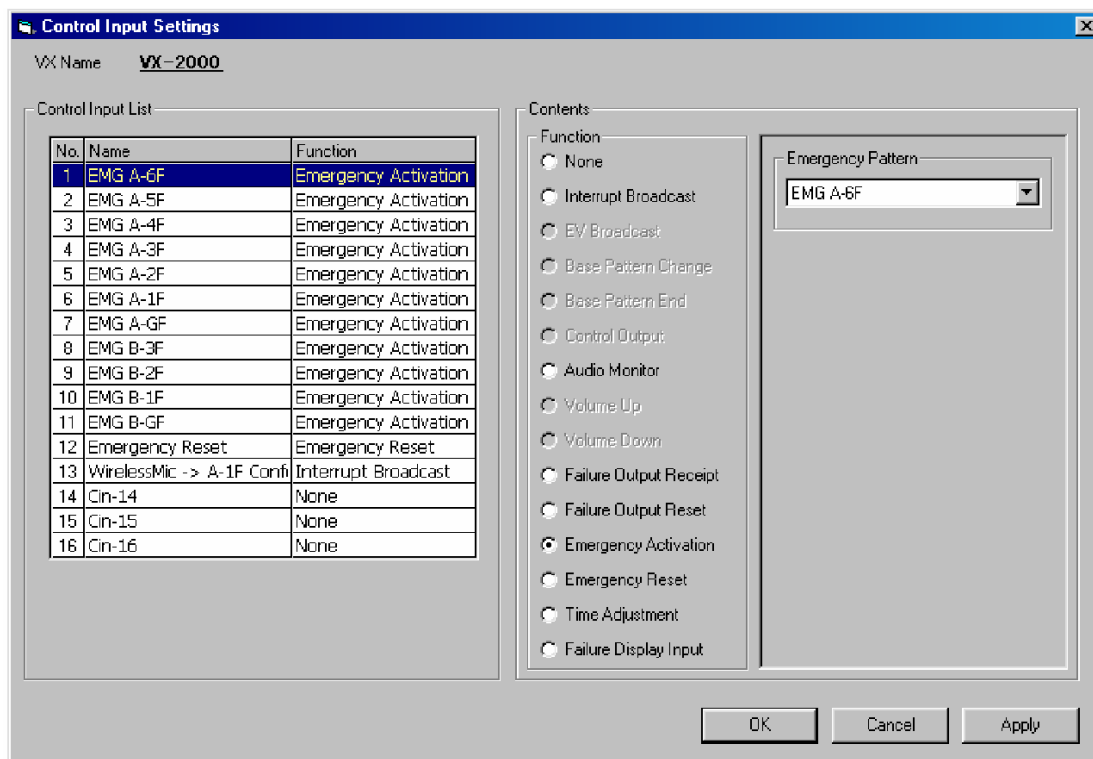 Control Input Settings
VX Name VX-2000
Control Input List
No. Name Function
1 EMG A-6F Emergency Activation
2 EMG A-5F Emergency Activation
3 EMG A-4F Emergency Activation
4 EMG A-3F Emergency Activation
5 EMG A-2F Emergency Activation
6 EMG A-1F Emergency Activation
7 EMG A-GF Emergency Activation
8 EMG B-3F Emergency Activation
9 EMG B-2F Emergency Activation
10 EMG B-1F Emergency Activation
11 EMG B-GF Emergency Activation
12 Emergency Reset Emergency Reset
13 WirelessMic -> A-1F Confi Interrupt Broadcast
14 Cin-14 None
15 Cin-15 None
16 Cin-16 None
Contents
Function
None
Interrupt Broadcast
EV Broadcast
Base Pattern Change
Base Pattern End
Control Output
Audio Monitor
Volume Up
Volume Down
Failure Output Receipt
Failure Output Reset
Emergency Activation
Emergency Reset
Time Adjustment
Failure Display Input
Emergency Pattern
EMG A-6F
OK Cancel Apply